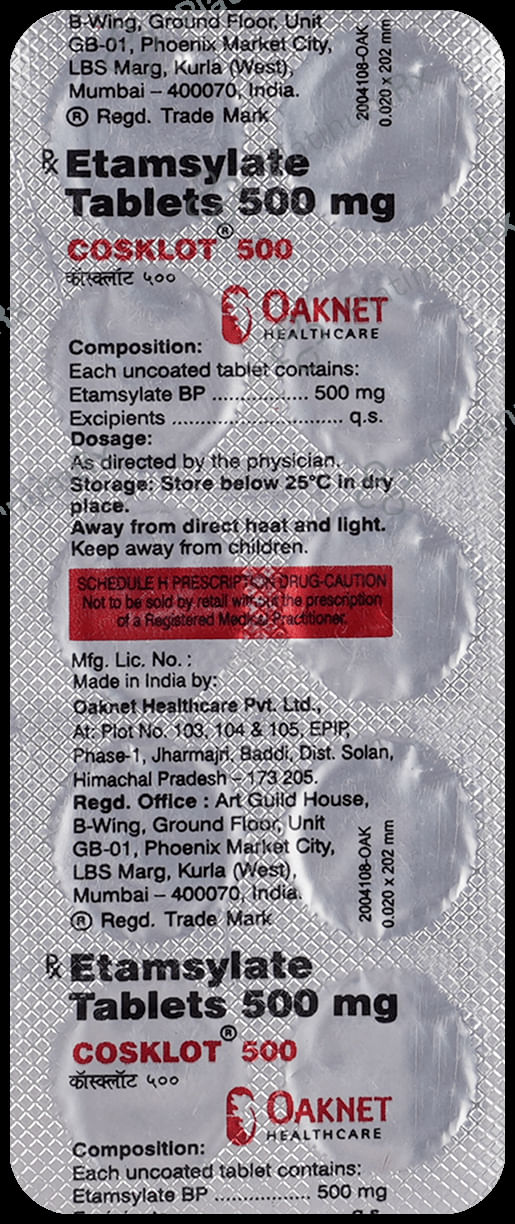 B-Wing, Ground Floor, Unit
GB-01, Phoenix Market City,
LBS Marg, Kurla (West),
Mumbai – 400070, India.
® Regd. Trade Mark
2004108-OAK
0.020 x 202 mm
Rx Etamsylate
Tablets 500 mg
COSKLOT® 500
कॉस्क्लॉट ५००
OAKNET
HEALTHCARE
Composition:
Each uncoated tablet contains:
Etamsylate BP ................. 500 mg
Excipients ............................ q.s.
Dosage:
As directed by the physician.
Storage: Store below 25°C in dry
place.
Away from direct heat and light.
Keep away from children.
SCHEDULE H PRESCRIPTION DRUG-CAUTION
Not to be sold by retail without the prescription
of a Registered Medical Practitioner.
Mfg. Lic. No. :
Made in India by:
Oaknet Healthcare Pvt. Ltd.,
At: Plot No. 103, 104 & 105, EPIP,
Phase-1, Jharmajri, Baddi, Dist. Solan,
Himachal Pradesh – 173 205.
Regd. Office : Art Guild House,
B-Wing, Ground Floor, Unit
GB-01, Phoenix Market City,
LBS Marg, Kurla (West),
Mumbai – 400070, India.
® Regd. Trade Mark
2004108-OAK
0.020 x 202 mm
Rx Etamsylate
Tablets 500 mg
COSKLOT® 500
कॉस्क्लॉट ५००
OAKNET
HEALTHCARE
Composition:
Each uncoated tablet contains:
Etamsylate BP ................. 500 mg